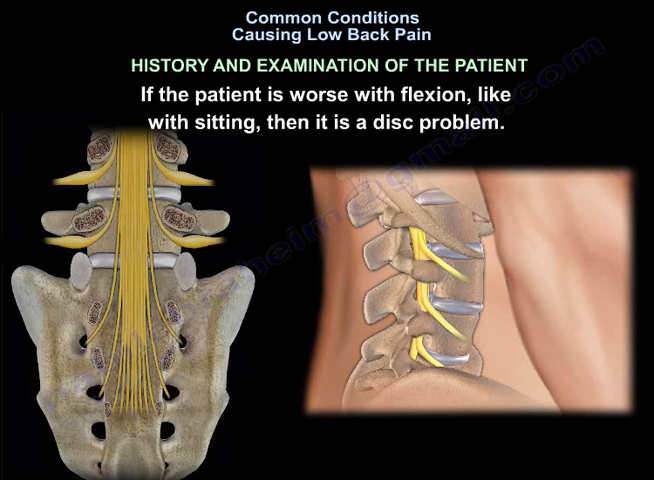 Common Conditions
Causing Low Back Pain
HISTORY AND EXAMINATION OF THE PATIENT
If the patient is worse with flexion, like
with sitting, then it is a disc problem.